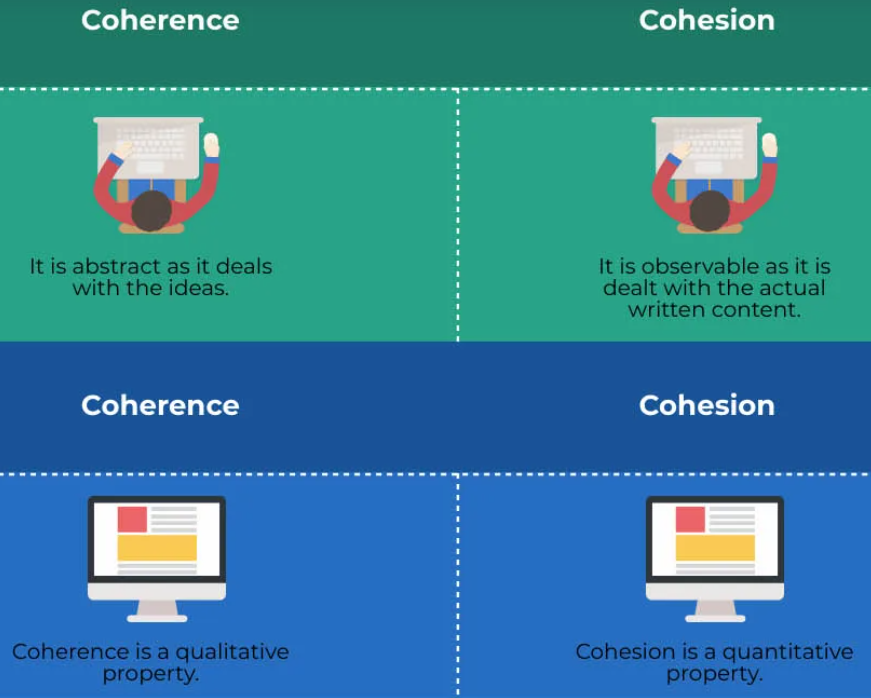 Coherence
Cohesion
It is abstract as it deals
with the ideas.
It is observable as it is
dealt with the actual
written content.
Coherence
Cohesion
Coherence is a qualitative
property.
Cohesion is a quantitative
property.